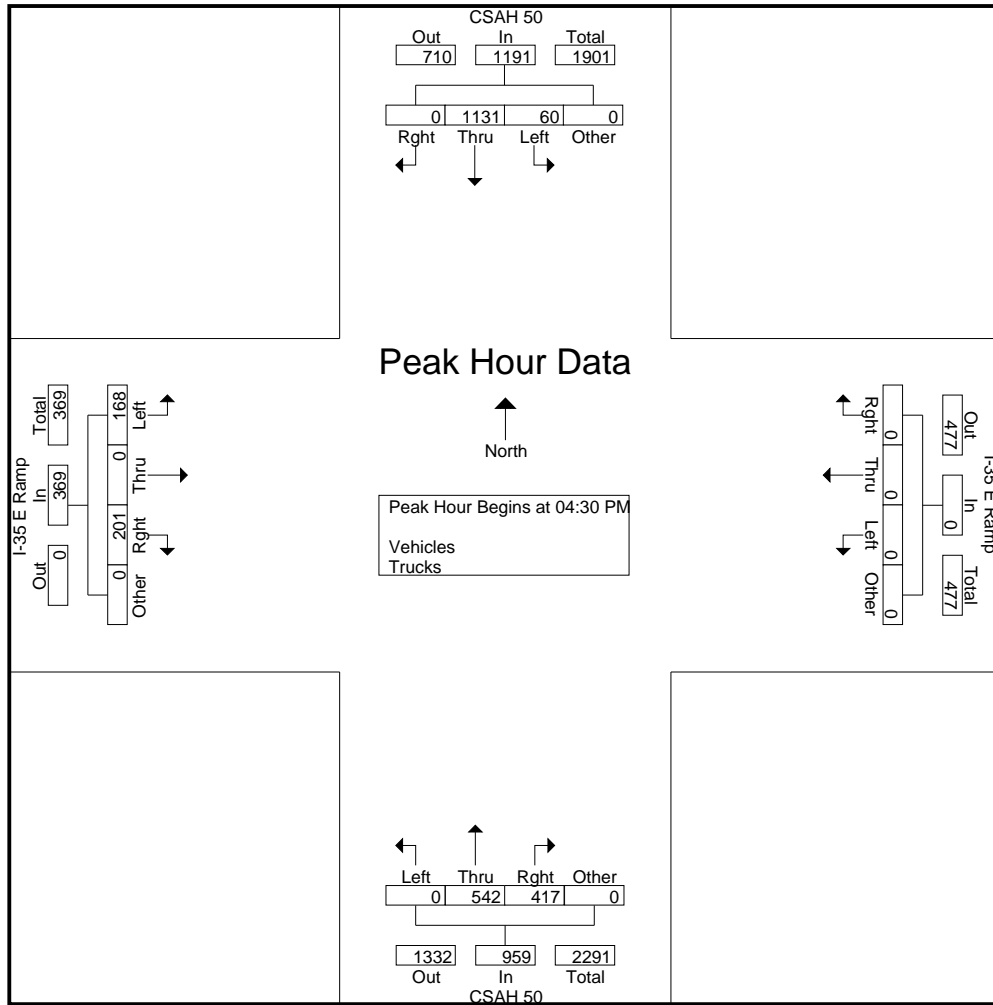 CSAH 50
Out In Total
710 1191 1901
0 1131 60 0
Rght Thru Left Other
Peak Hour Data
North
Peak Hour Begins at 04:30 PM
Vehicles
Trucks
I-35 E Ramp
Out In Total
0 369 369
168 0 201 0
Left Thru Rght Other
I-35 E Ramp
Out In Total
477 0 477
0 0 0 0
Rght Thru Left Other
Left Thru Rght Other
0 542 417 0
1332 959 2291
Out In Total
CSAH 50